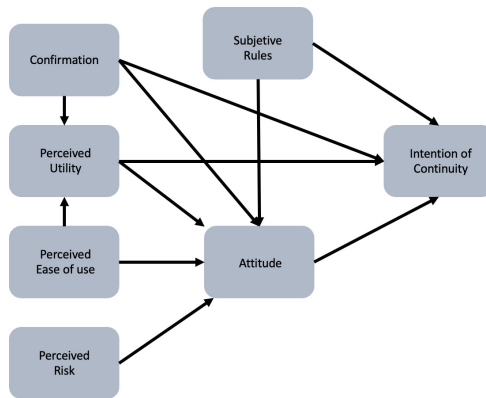 Confirmation
Subjetive
Rules
Perceived
Utility
Intention of
Continuity
Perceived
Ease of use
Attitude
Perceived
Risk